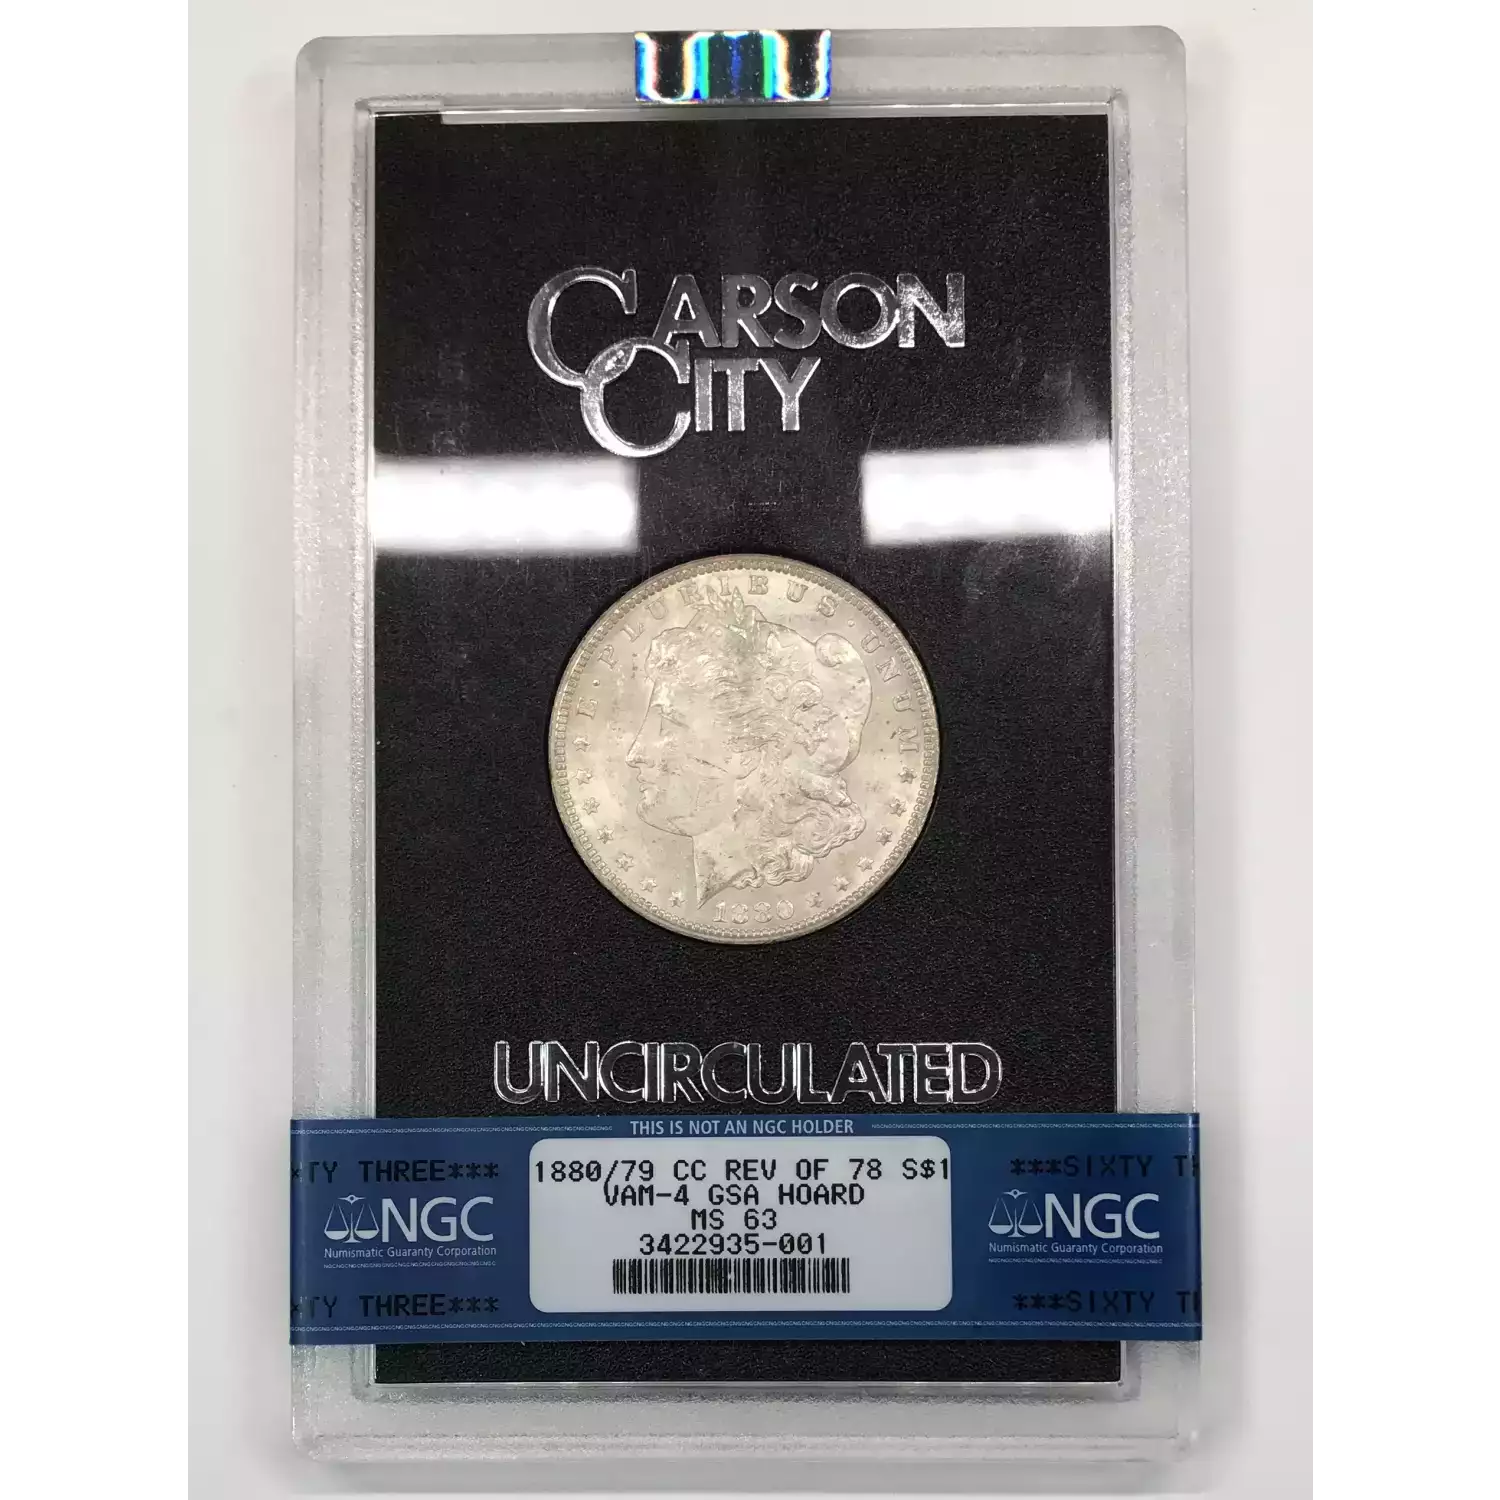 CARSON
CITY
E·PLURIBUS·UNUM
1880
UNCIRCULATED
THIS IS NOT AN NGC HOLDER
TY THREE*** 1880/79 CC REV OF 78 S$1 ***SIXTY
VAM-4 GSA HOARD
NGC MS 63 NGC
Numismatic Guaranty Corporation 3422935-001 Numismatic Guaranty Corporation
TY THREE*** ***SIXTY